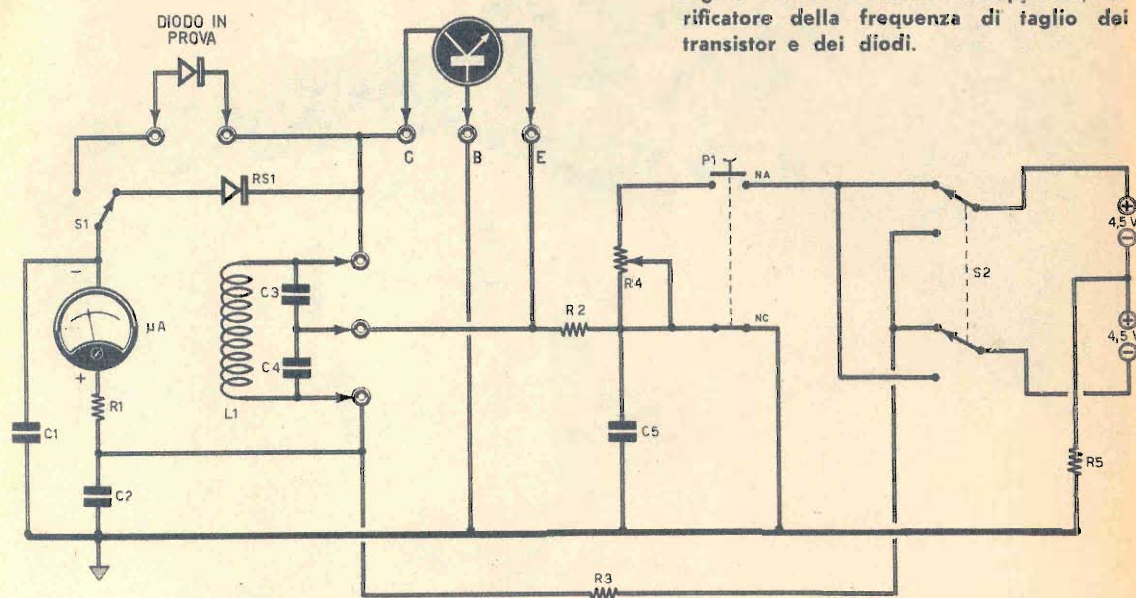 rificatore della frequenza di taglio dei
transistor e dei diodi.
DIODO IN
PROVA
C
B
E
P1
NA
RS1
S1
4,5 V
S2
C3
R4
−
µA
R2
NC
C4
4,5 V
+
R1
L1
C1
C5
R5
C2
R3